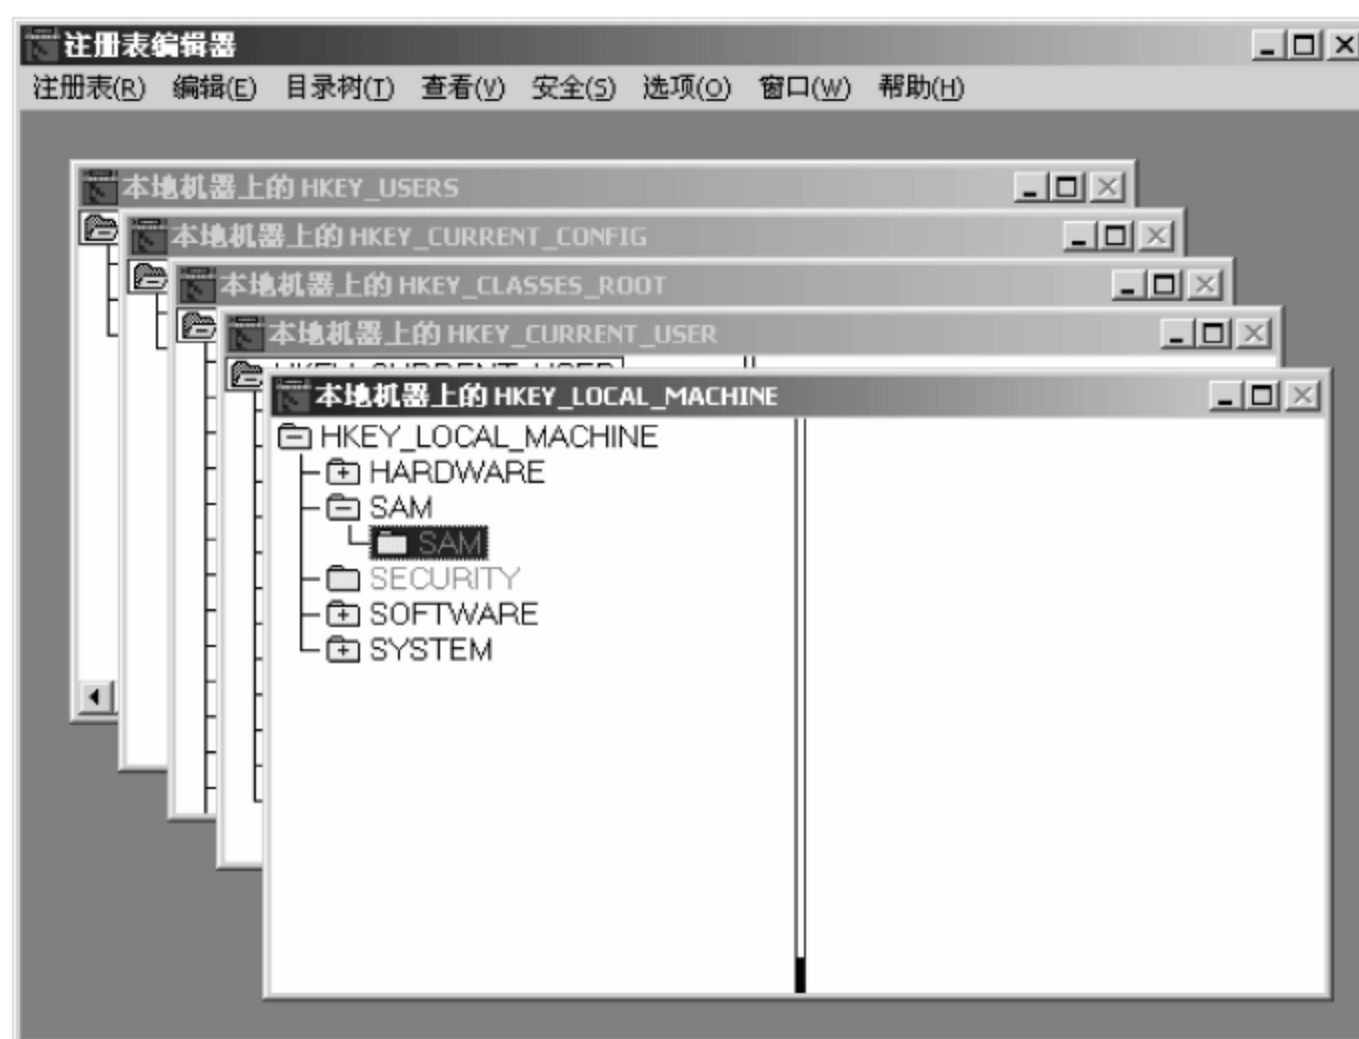 注册表编辑器
注册表(R) 编辑(E) 目录树(T) 查看(V) 安全(S) 选项(O) 窗口(W) 帮助(H)
本地机器上的 HKEY_USERS
本地机器上的 HKEY_CURRENT_CONFIG
本地机器上的 HKEY_CLASSES_ROOT
本地机器上的 HKEY_CURRENT_USER
HKEY_CURRENT_USER
本地机器上的 HKEY_LOCAL_MACHINE
HKEY_LOCAL_MACHINE
HARDWARE
SAM
SAM
SECURITY
SOFTWARE
SYSTEM